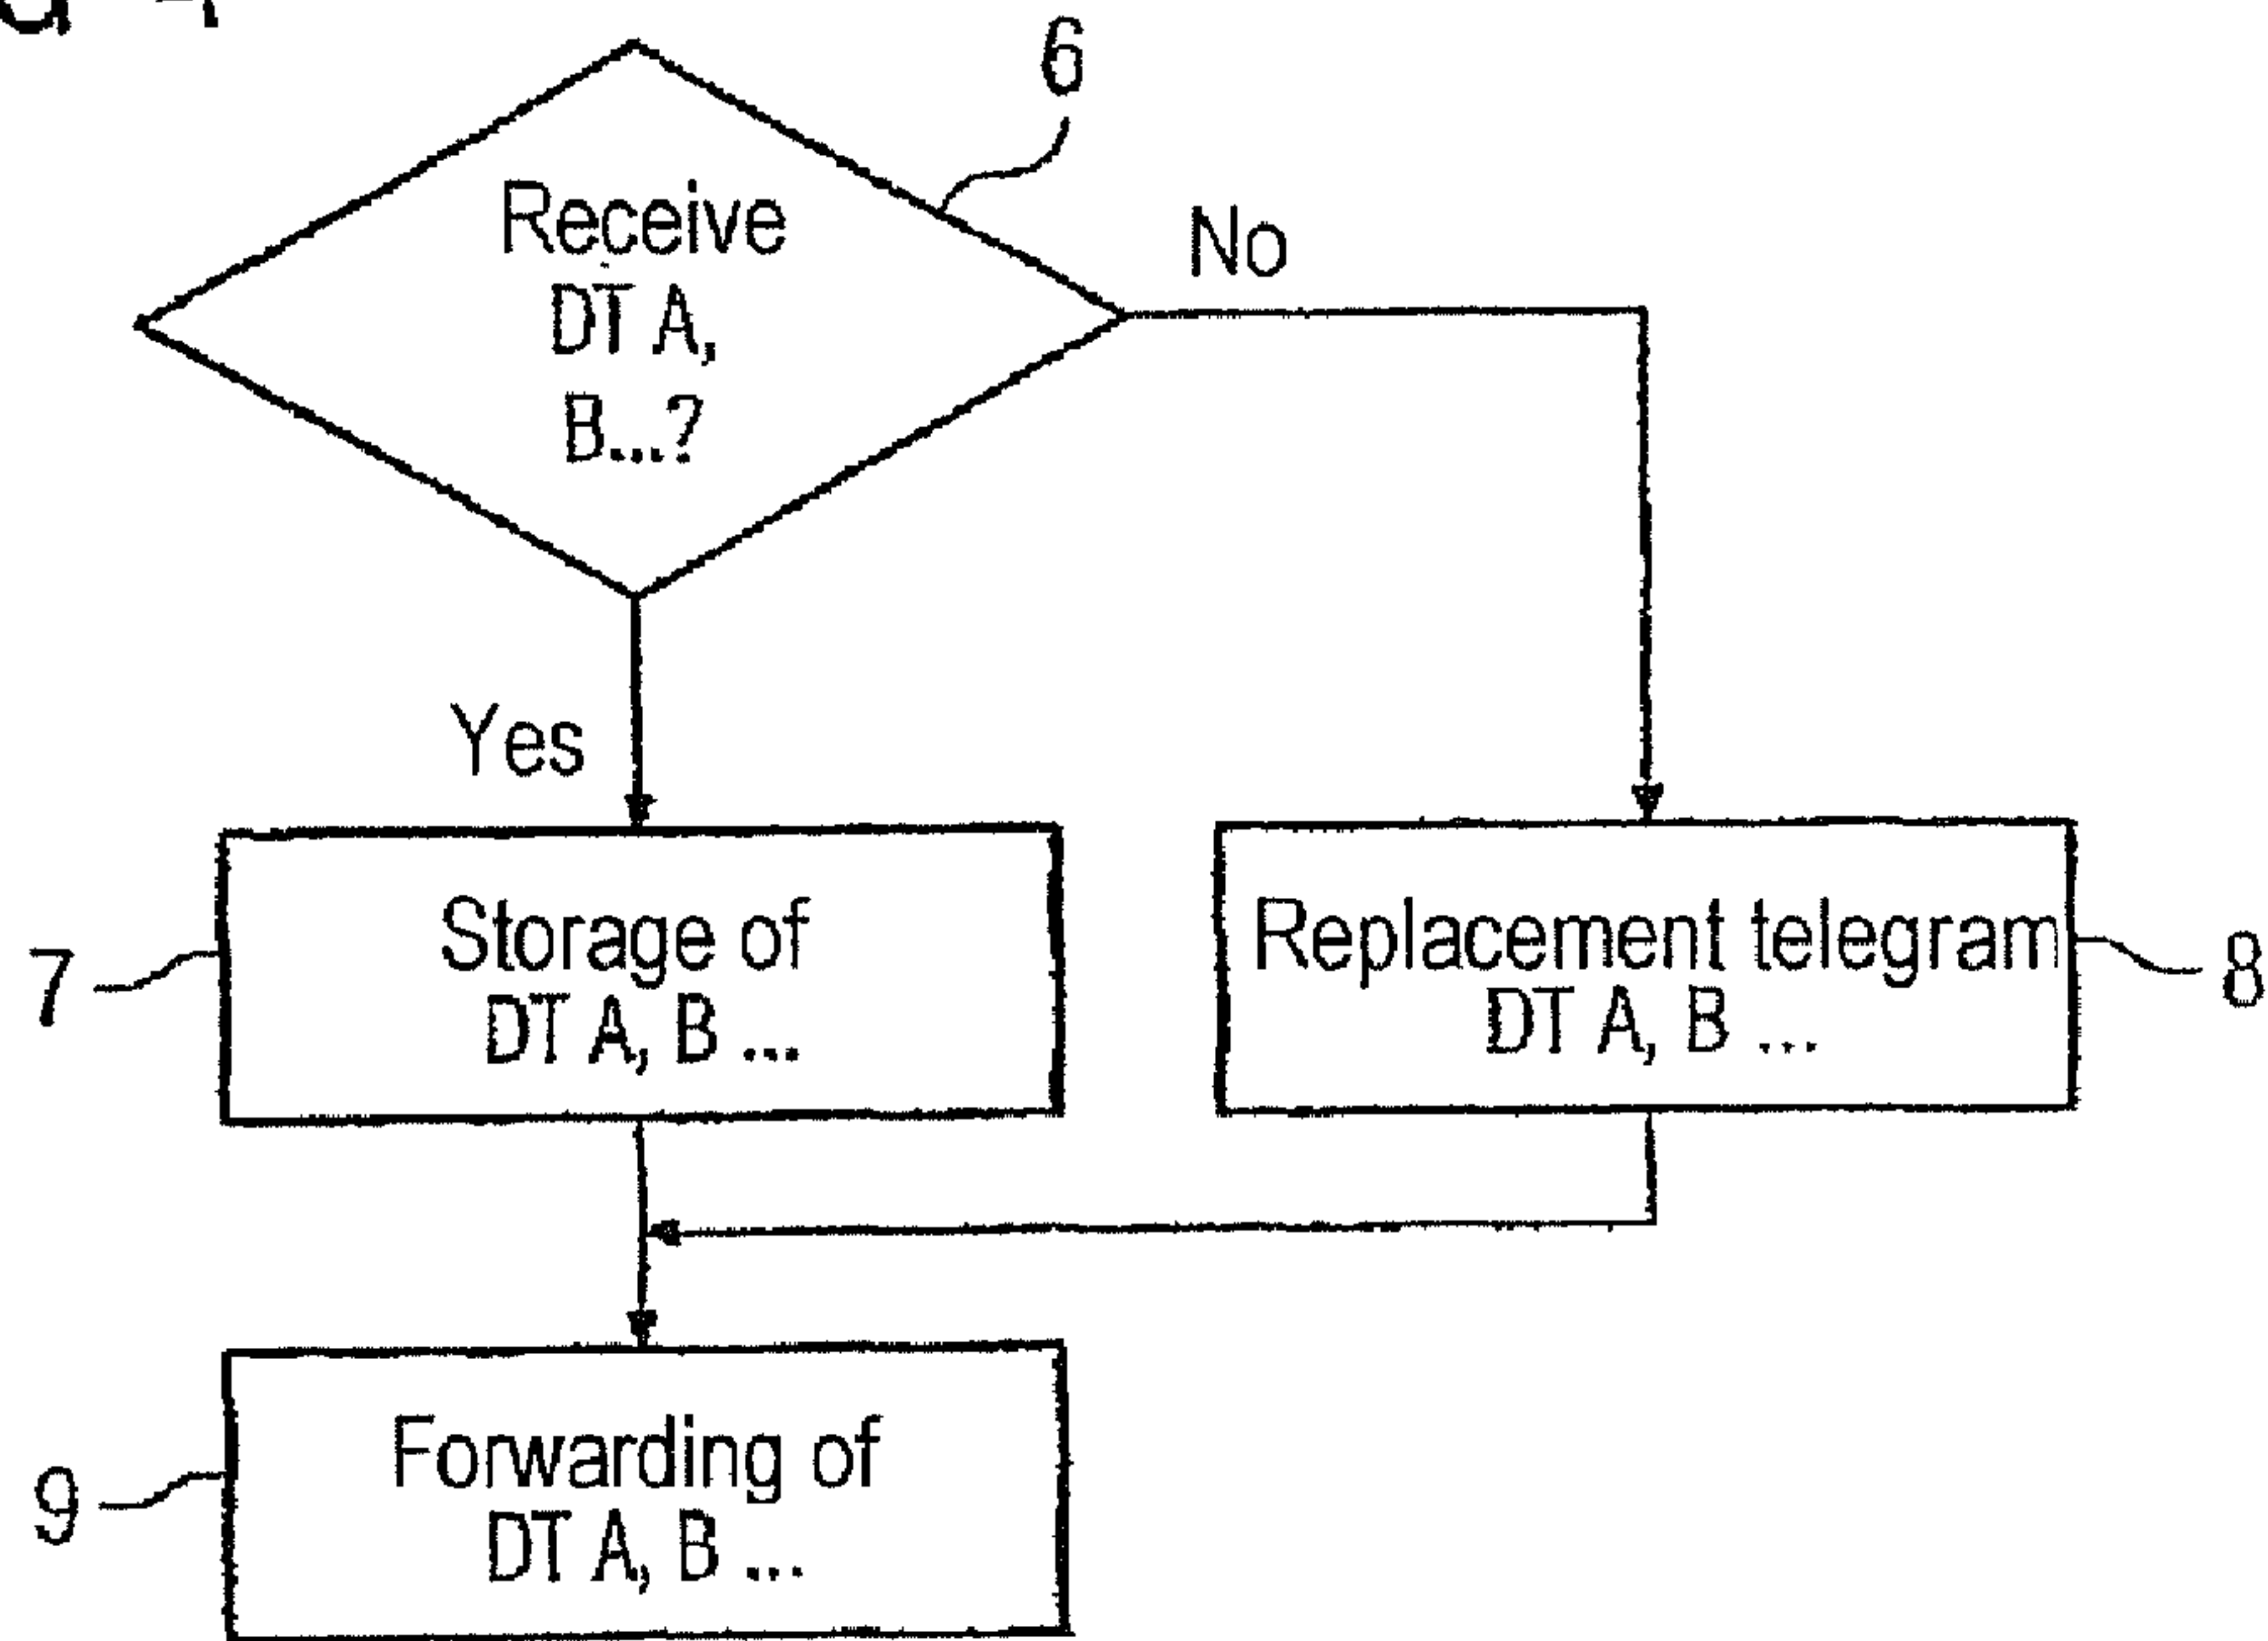 6
Receive
DT A,
B...?
No
Yes
Storage of
DT A, B ...
7
Replacement telegram
DT A, B ...
8
Forwarding of
DT A, B ...
9